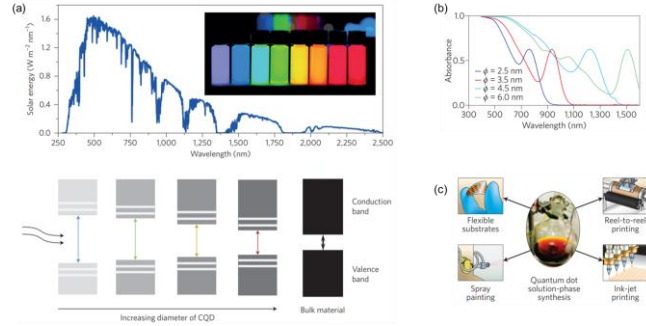 (a)
Solar energy (W m⁻² nm⁻¹)
1.6
1.2
0.8
0.4
0.0
250
500
750
1,000
1,250
1,500
1,750
2,000
2,250
2,500
Wavelength (nm)
Conduction
band
Valence
band
Bulk material
Increasing diameter of CQD
(b)
Absorbance
1.0
0.5
0.0
ϕ = 2.5 nm
ϕ = 3.5 nm
ϕ = 4.5 nm
ϕ = 6.0 nm
300
500
700
900
1,100
1,300
1,500
Wavelength (nm)
(c)
Flexible
substrates
Reel-to-reel
printing
Spray
painting
Quantum dot
solution-phase
synthesis
Ink-jet
printing